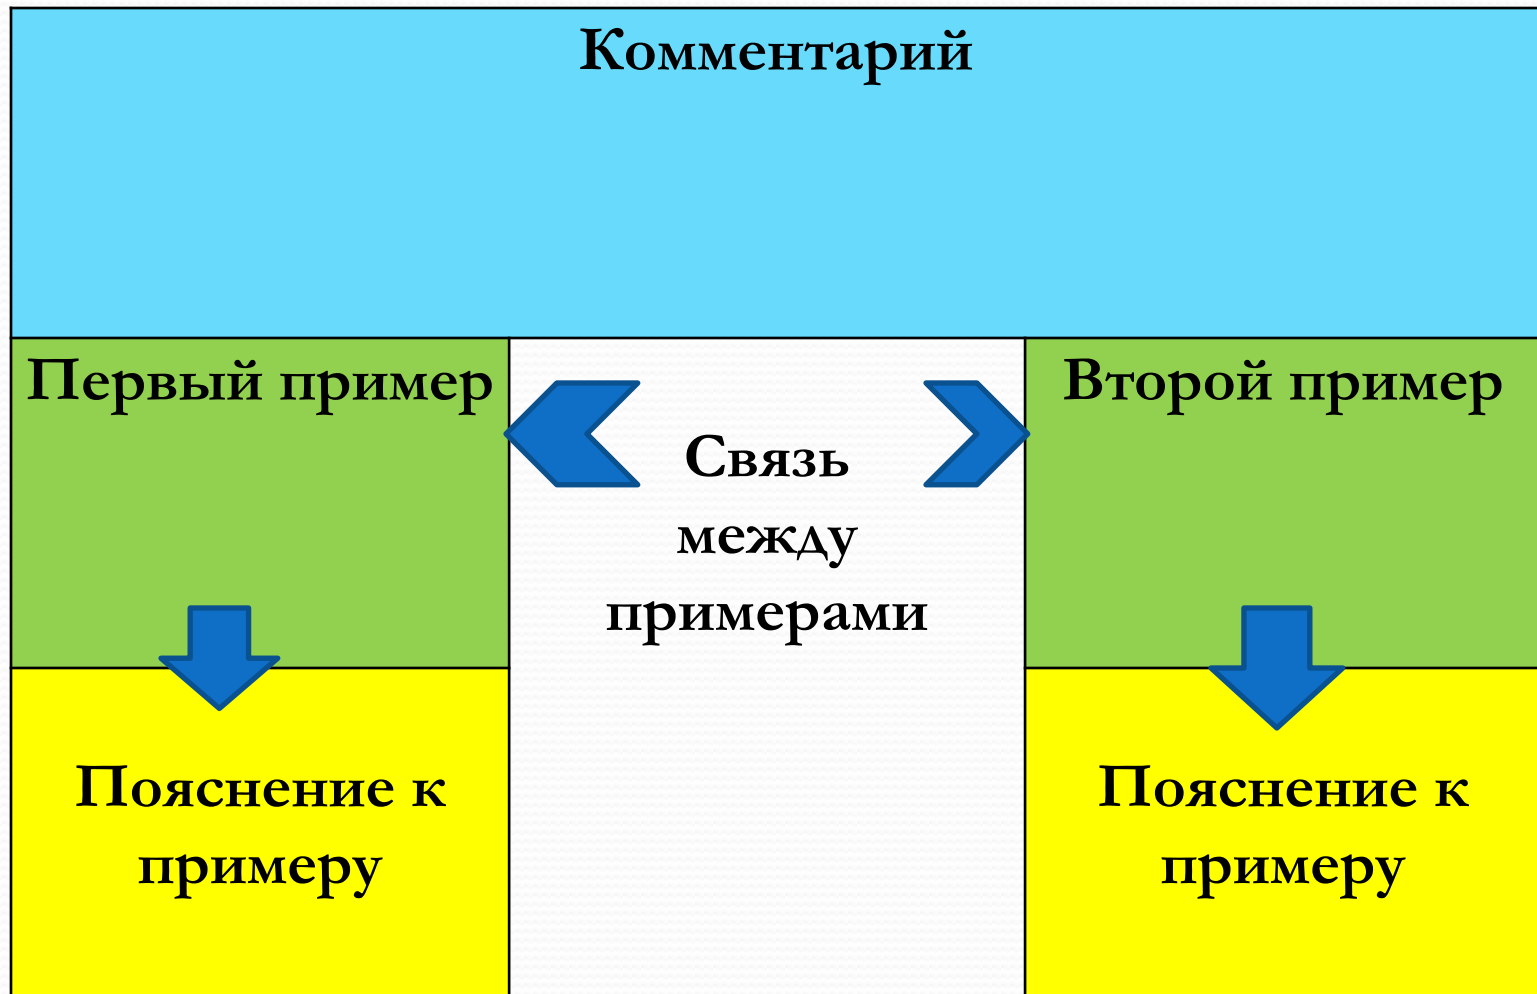 Комментарий
Первый пример
Связь
между
примерами
Второй пример
Пояснение к
примеру
Пояснение к
примеру